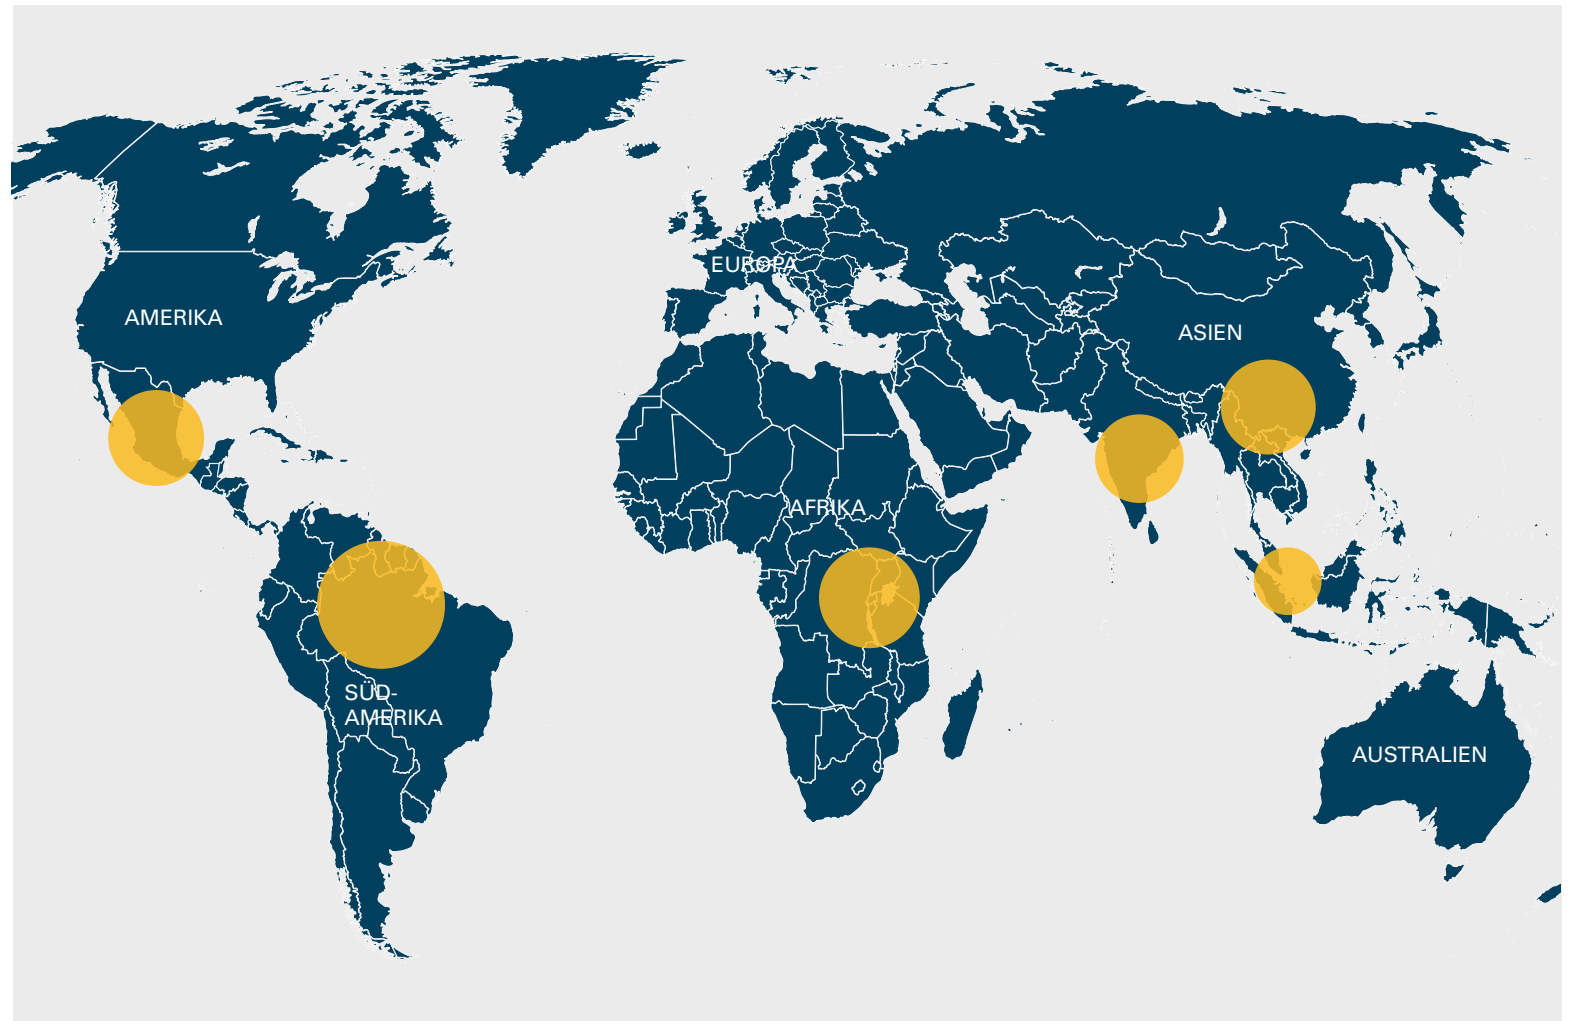 EUROPA
AMERIKA
ASIEN
AFRIKA
SÜD-
AMERIKA
AUSTRALIEN